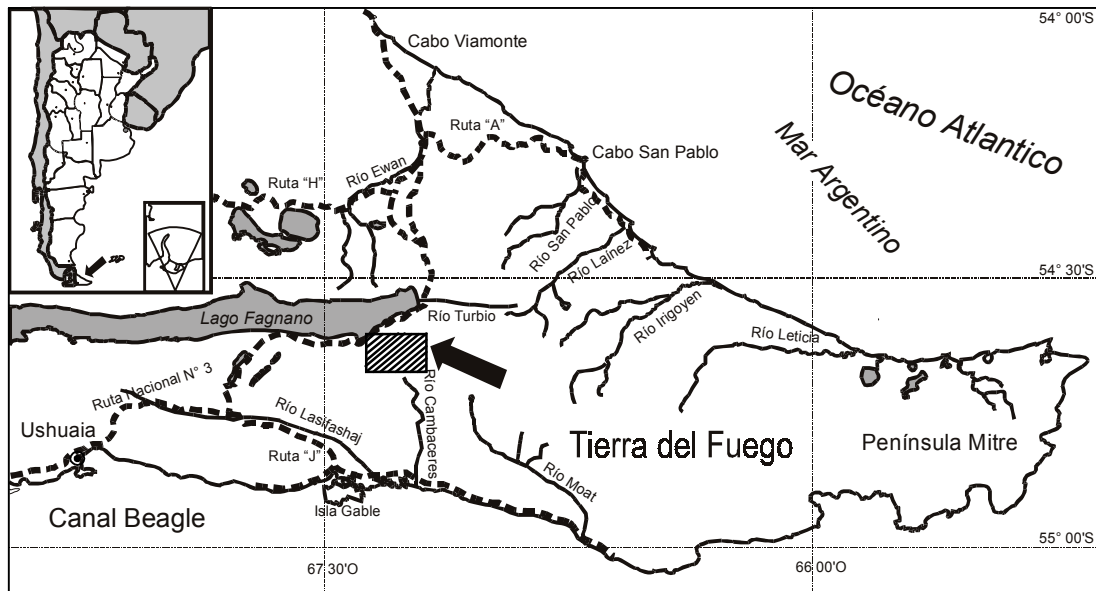 54° 00'S
Cabo Viamonte
Océano Atlantico
Mar Argentino
Ruta "A"
Cabo San Pablo
Río Ewan
Ruta "H"
Río San Pablo
Río Laínez
54° 30'S
Lago Fagnano
Río Turbio
Río Irigoyen
Río Leticia
Ruta Nacional N° 3
Río Cambaceres
Río Lasifashaj
Ushuaia
Tierra del Fuego
Península Mitre
Ruta "J"
Río Moat
Isla Gable
Canal Beagle
55° 00'S
67°30'O
66°00'O